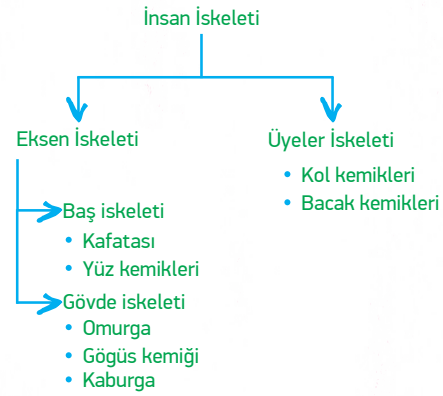 İnsan İskeleti
Eksen İskeleti
Üyeler İskeleti
• Kol kemikleri
• Bacak kemikleri
Baş iskeleti
• Kafatası
• Yüz kemikleri
Gövde iskeleti
• Omurga
• Gögüs kemiği
• Kaburga